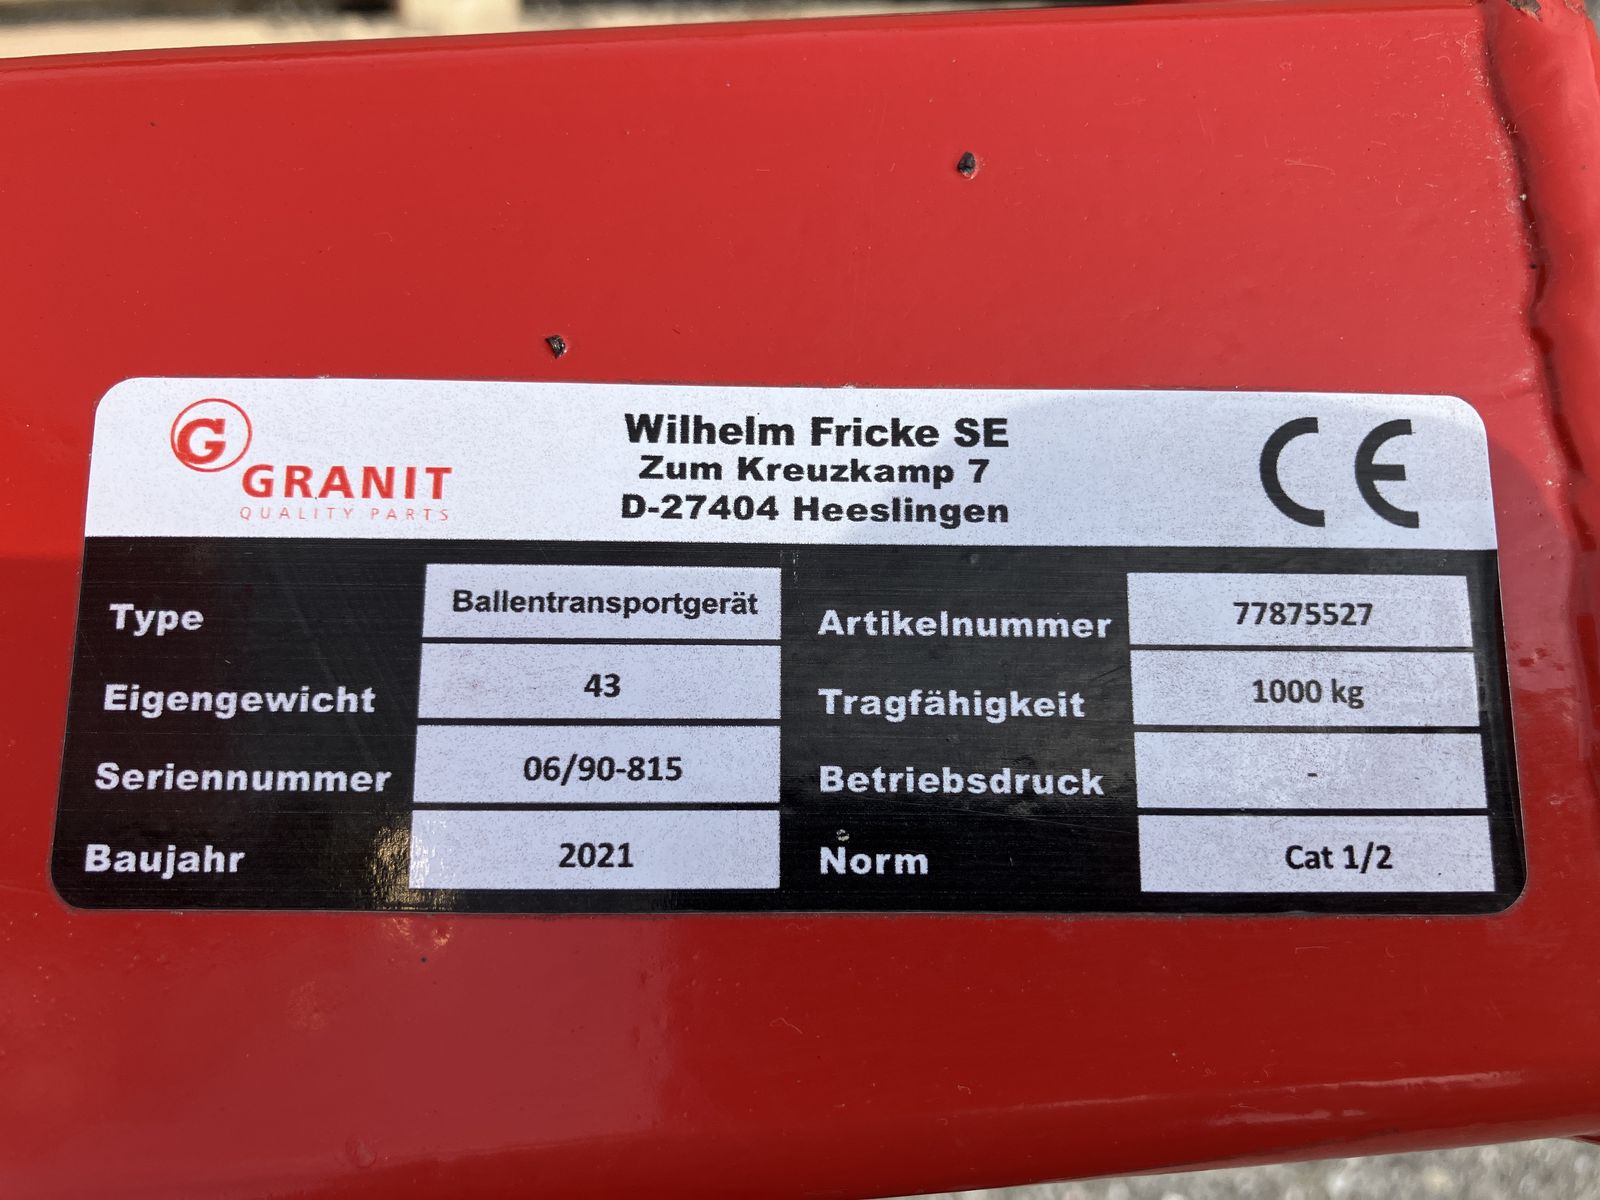 G
GRANIT
QUALITY PARTS
Wilhelm Fricke SE
Zum Kreuzkamp 7
D-27404 Heeslingen
CE
Type Ballentransportgerät
Eigengewicht 43
Seriennummer 06/90-815
Baujahr 2021
Artikelnummer 77875527
Tragfähigkeit 1000 kg
Betriebsdruck -
Norm Cat 1/2